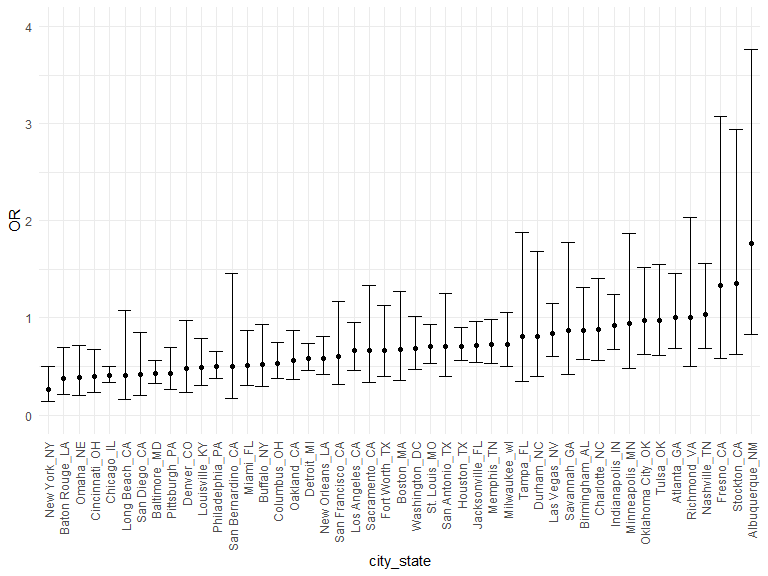 4
3
2
1
0
OR
New York_NY
Baton Rouge_LA
Omaha_NE
Cincinnati_OH
Chicago_IL
Long Beach_CA
San Diego_CA
Baltimore_MD
Pittsburgh_PA
Denver_CO
Louisville_KY
Philadelphia_PA
San Bernardino_CA
Miami_FL
Buffalo_NY
Columbus_OH
Oakland_CA
Detroit_MI
New Orleans_LA
San Francisco_CA
Los Angeles_CA
Sacramento_CA
Fort Worth_TX
Boston_MA
Washington_DC
St. Louis_MO
San Antonio_TX
Houston_TX
Jacksonville_FL
Memphis_TN
Milwaukee_wI
Tampa_FL
Durham_NC
Las Vegas_NV
Savannah_GA
Birmingham_AL
Charlotte_NC
Indianapolis_IN
Minneapolis_MN
Oklahoma City_OK
Tulsa_OK
Atlanta_GA
Richmond_VA
Nashville_TN
Fresno_CA
Stockton_CA
Albuquerque_NM
city_state